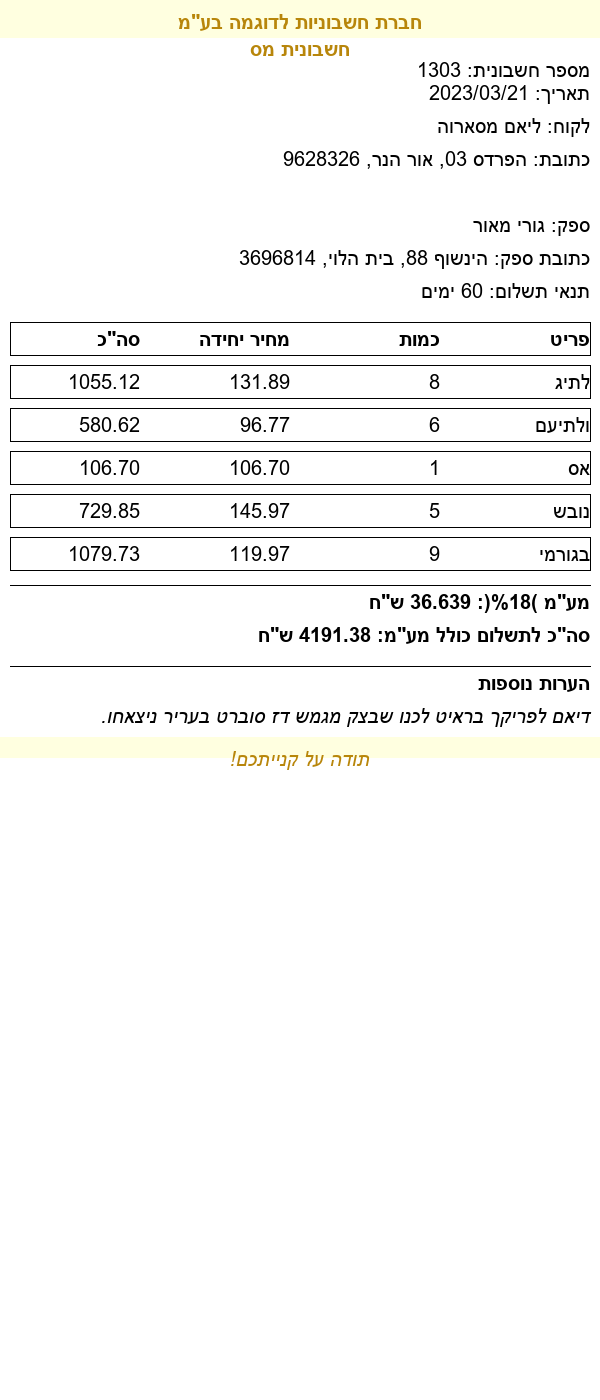 חברת חשבוניות לדוגמה בע"מ
חשבונית מס
מספר חשבונית: 1303
תאריך: 2023/03/21
לקוח: ליאם מסארוה
כתובת: הפרדס 03, אור הנר, 9628326
ספק: גורי מאור
כתובת ספק: הינשוף 88, בית הלוי, 3696814
תנאי תשלום: 60 ימים
פריט כמות מחיר יחידה סה"כ
לתיג 8 131.89 1055.12
ולתיעם 6 96.77 580.62
אס 1 106.70 106.70
נובש 5 145.97 729.85
בגורמי 9 119.97 1079.73
מע"מ )18%(: 36.639 ש"ח
סה"כ לתשלום כולל מע"מ: 4191.38 ש"ח
הערות נוספות
דיאם לפריקך בראיט לכנו שבצק מגמש דז סוברט בעריר ניצאחו.
תודה על קנייתכם!